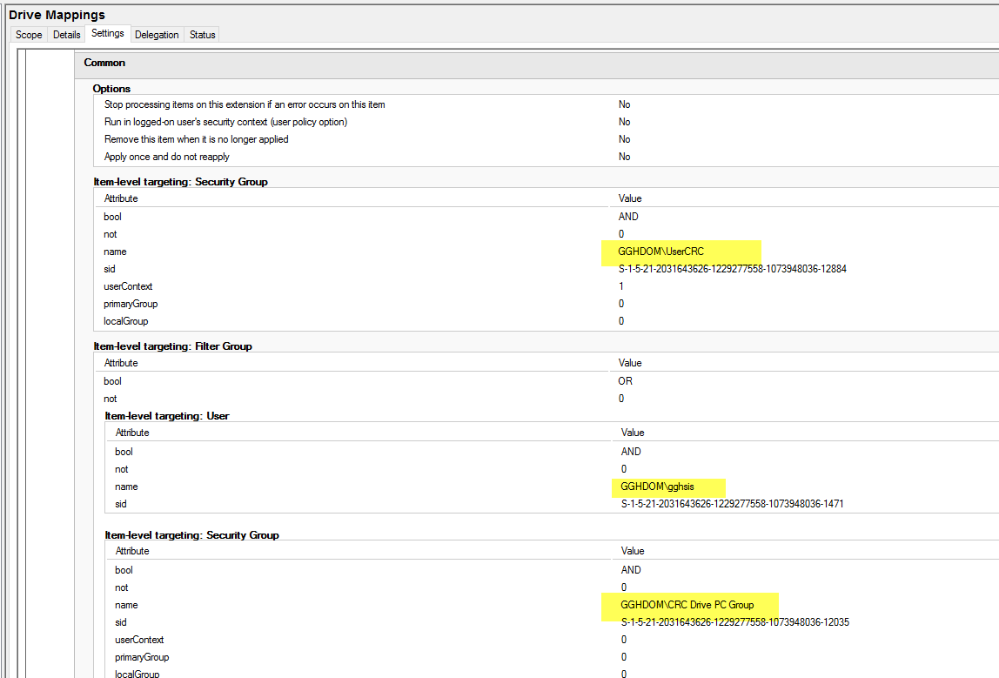 Drive Mappings
Scope Details Settings Delegation Status
Common
Options
Stop processing items on this extension if an error occurs on this item No
Run in logged-on user's security context (user policy option) No
Remove this item when it is no longer applied No
Apply once and do not reapply No
Item-level targeting: Security Group
Attribute Value
bool AND
not 0
name GGHDOM\UserCRC
sid S-1-5-21-2031643626-1229277558-1073948036-12884
userContext 1
primaryGroup 0
localGroup 0
Item-level targeting: Filter Group
Attribute Value
bool OR
not 0
Item-level targeting: User
Attribute Value
bool AND
not 0
name GGHDOM\gghsis
sid S-1-5-21-2031643626-1229277558-1073948036-1471
Item-level targeting: Security Group
Attribute Value
bool AND
not 0
name GGHDOM\CRC Drive PC Group
sid S-1-5-21-2031643626-1229277558-1073948036-12035
userContext 0
primaryGroup 0
localGroup 0